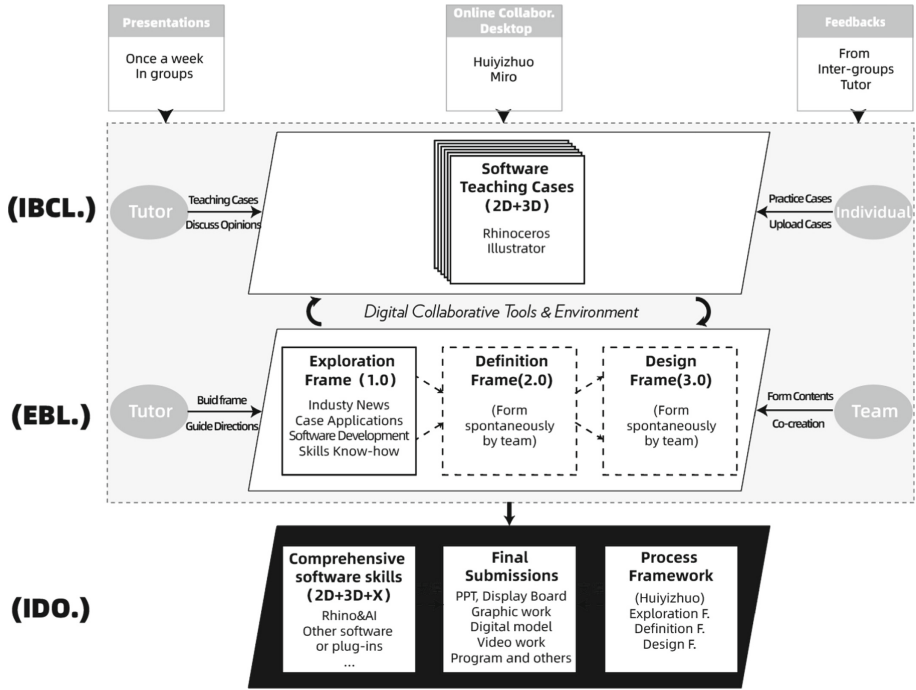 Presentations
Once a week
In groups
Online Collabor.
Desktop
Huiyizhuo
Miro
Feedbacks
From
Inter-groups
Tutor
(IBCL.)
Tutor
Teaching Cases
Discuss Opinions
Software
Teaching Cases
(2D+3D)
Rhinoceros
Illustrator
Practice Cases
Upload Cases
Individual
Digital Collaborative Tools & Environment
(EBL.)
Tutor
Buid frame
Guide Directions
Exploration
Frame (1.0)
Industy News
Case Applications
Software Development
Skills Know-how
Definition
Frame(2.0)
(Form
spontaneously
by team)
Design
Frame(3.0)
(Form
spontaneously
by team)
Form Contents
Co-creation
Team
(IDO.)
Comprehensive
software skills
(2D+3D+X)
Rhino&AI
Other software
or plug-ins
...
Final
Submissions
PPT, Display Board
Graphic work
Digital model
Video work
Program and others
Process
Framework
(Huiyizhuo)
Exploration F.
Definition F.
Design F.